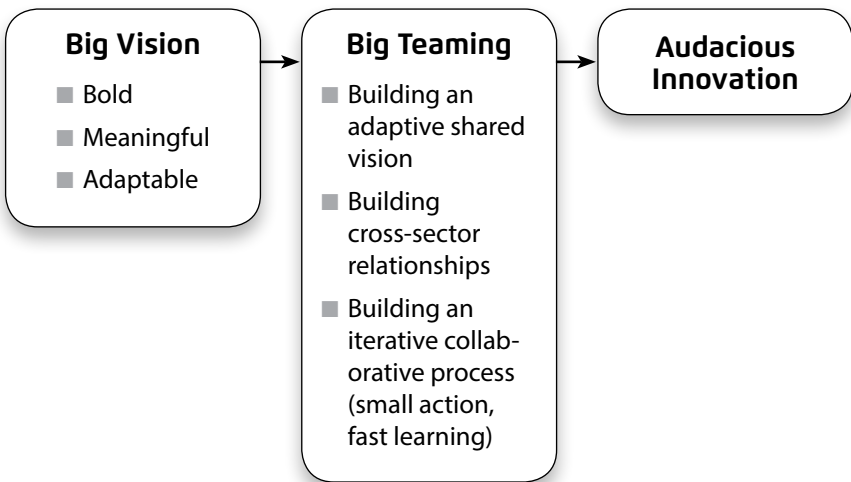 Big Vision
Bold
Meaningful
Adaptable
Big Teaming
Building an
adaptive shared
vision
Building
cross-sector
relationships
Building an
iterative collab-
orative process
(small action,
fast learning)
Audacious
Innovation